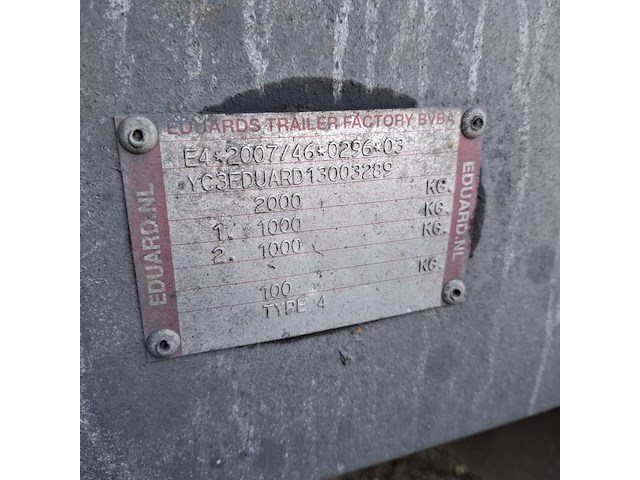 EDUARDS TRAILER FACTORY BVBA
E4*2007/46*0296*03
YC3EDUARD13003289
2000 KG.
1. 1000 KG.
2. 1000 KG.
100 KG.
TYPE 4
EDUARD.NL
EDUARD.NL